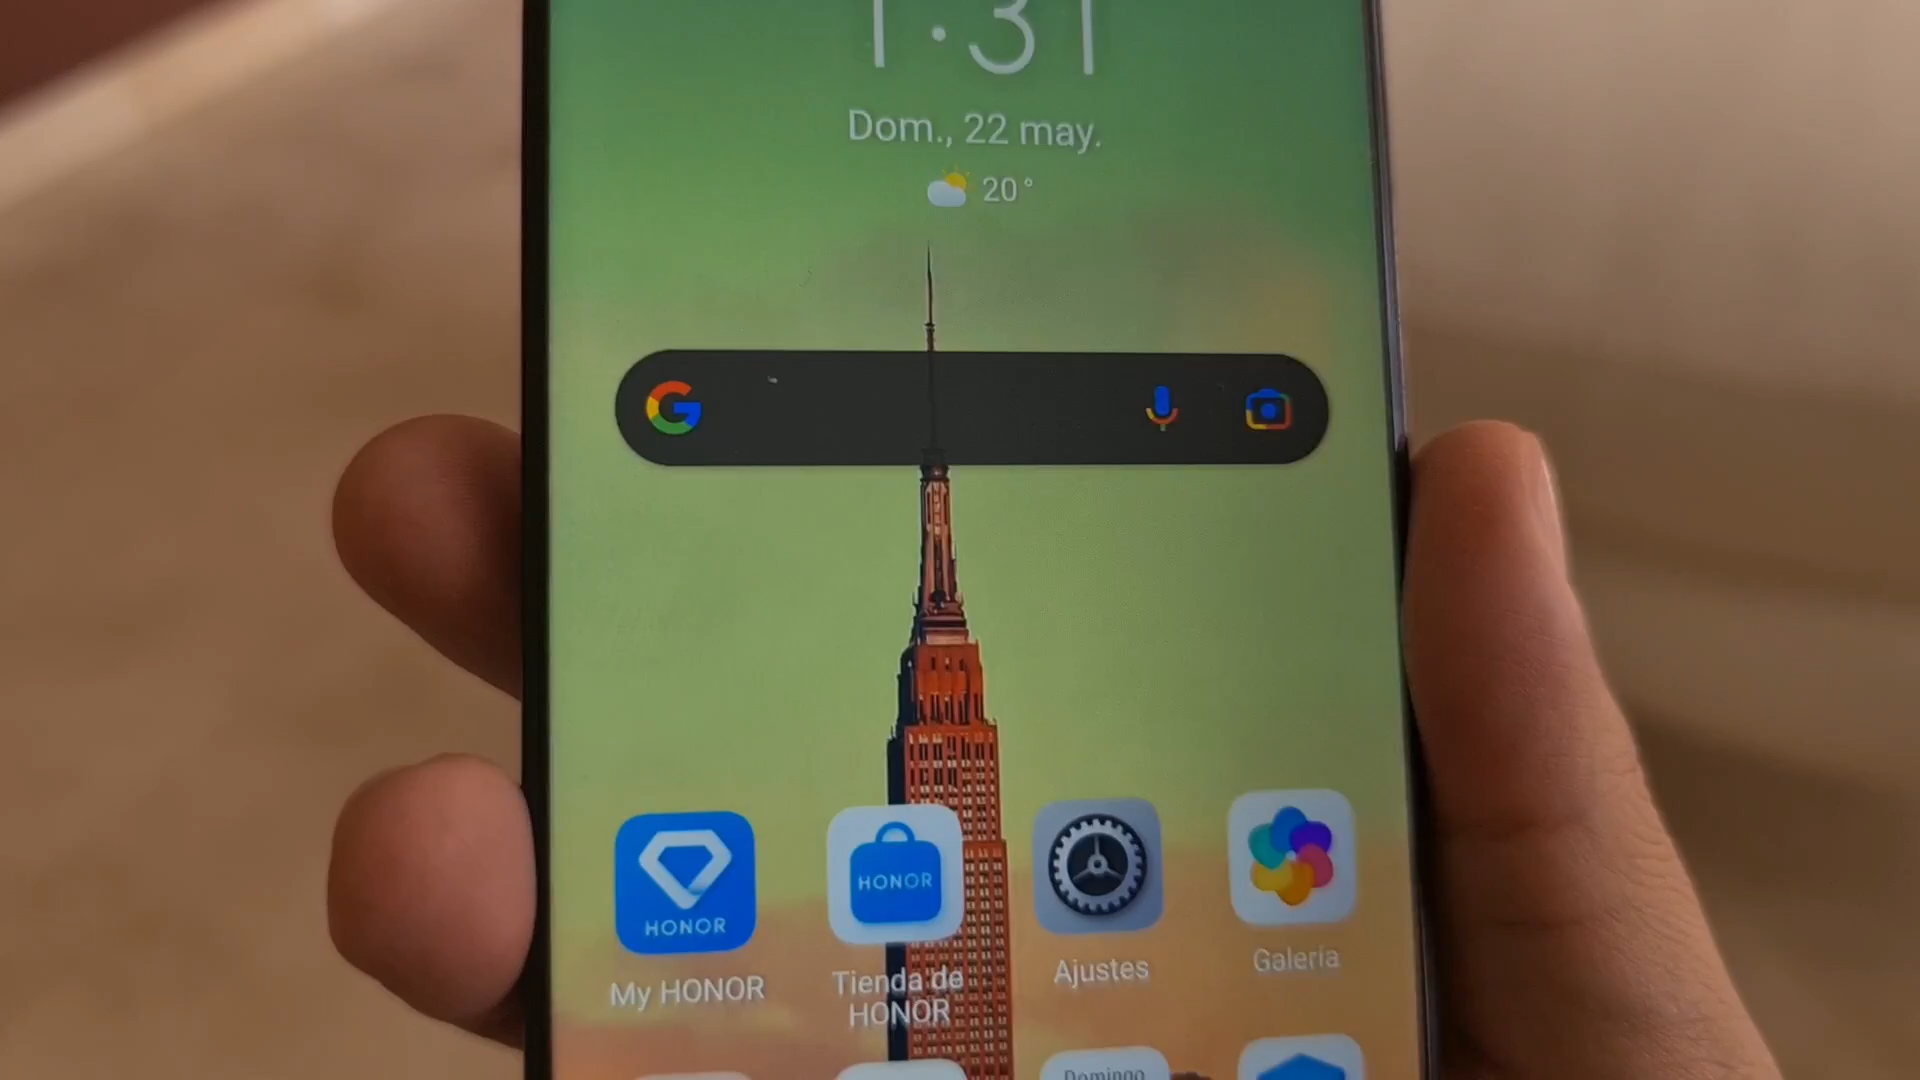 1:31
Dom., 22 may.
20°
G
HONOR
HONOR
My HONOR
Tienda de
HONOR
Ajustes
Galería
Domingo